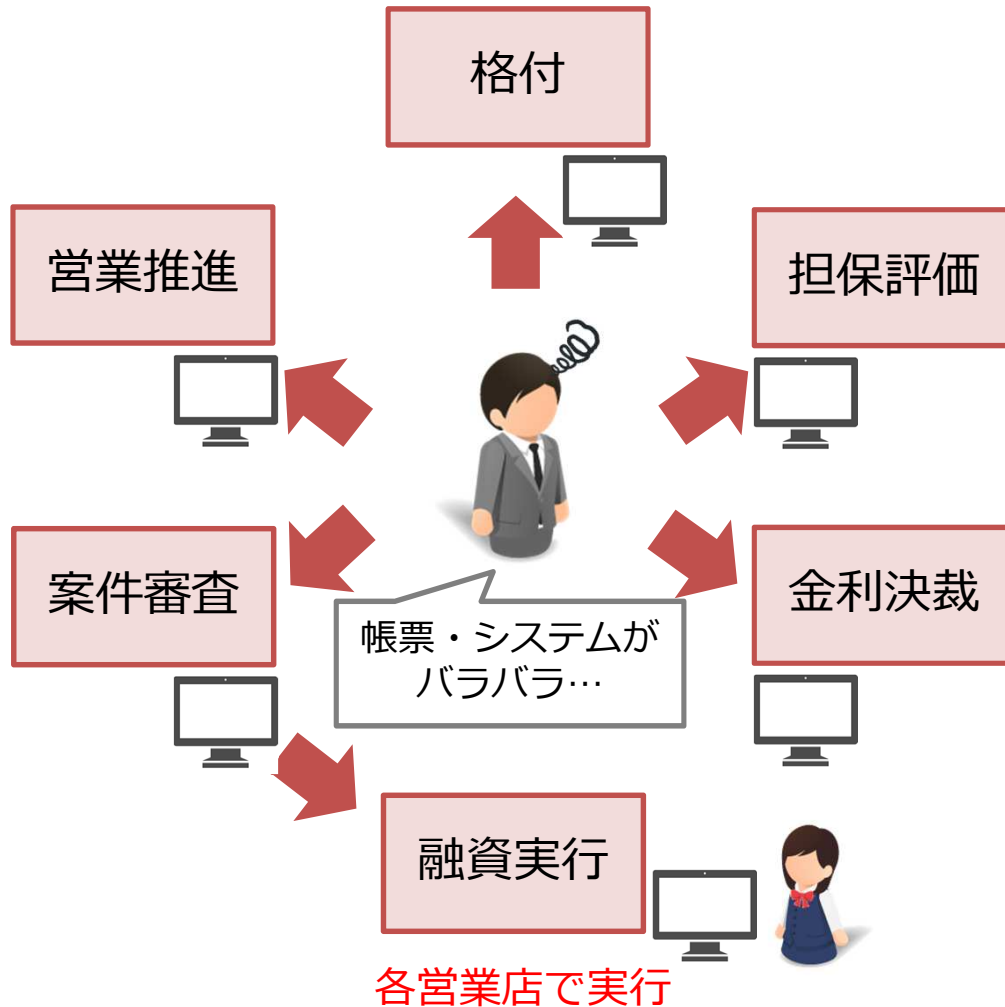 格付
営業推進
担保評価
案件審査
金利決裁
帳票・システムが
バラバラ…
融資実行
各営業店で実行